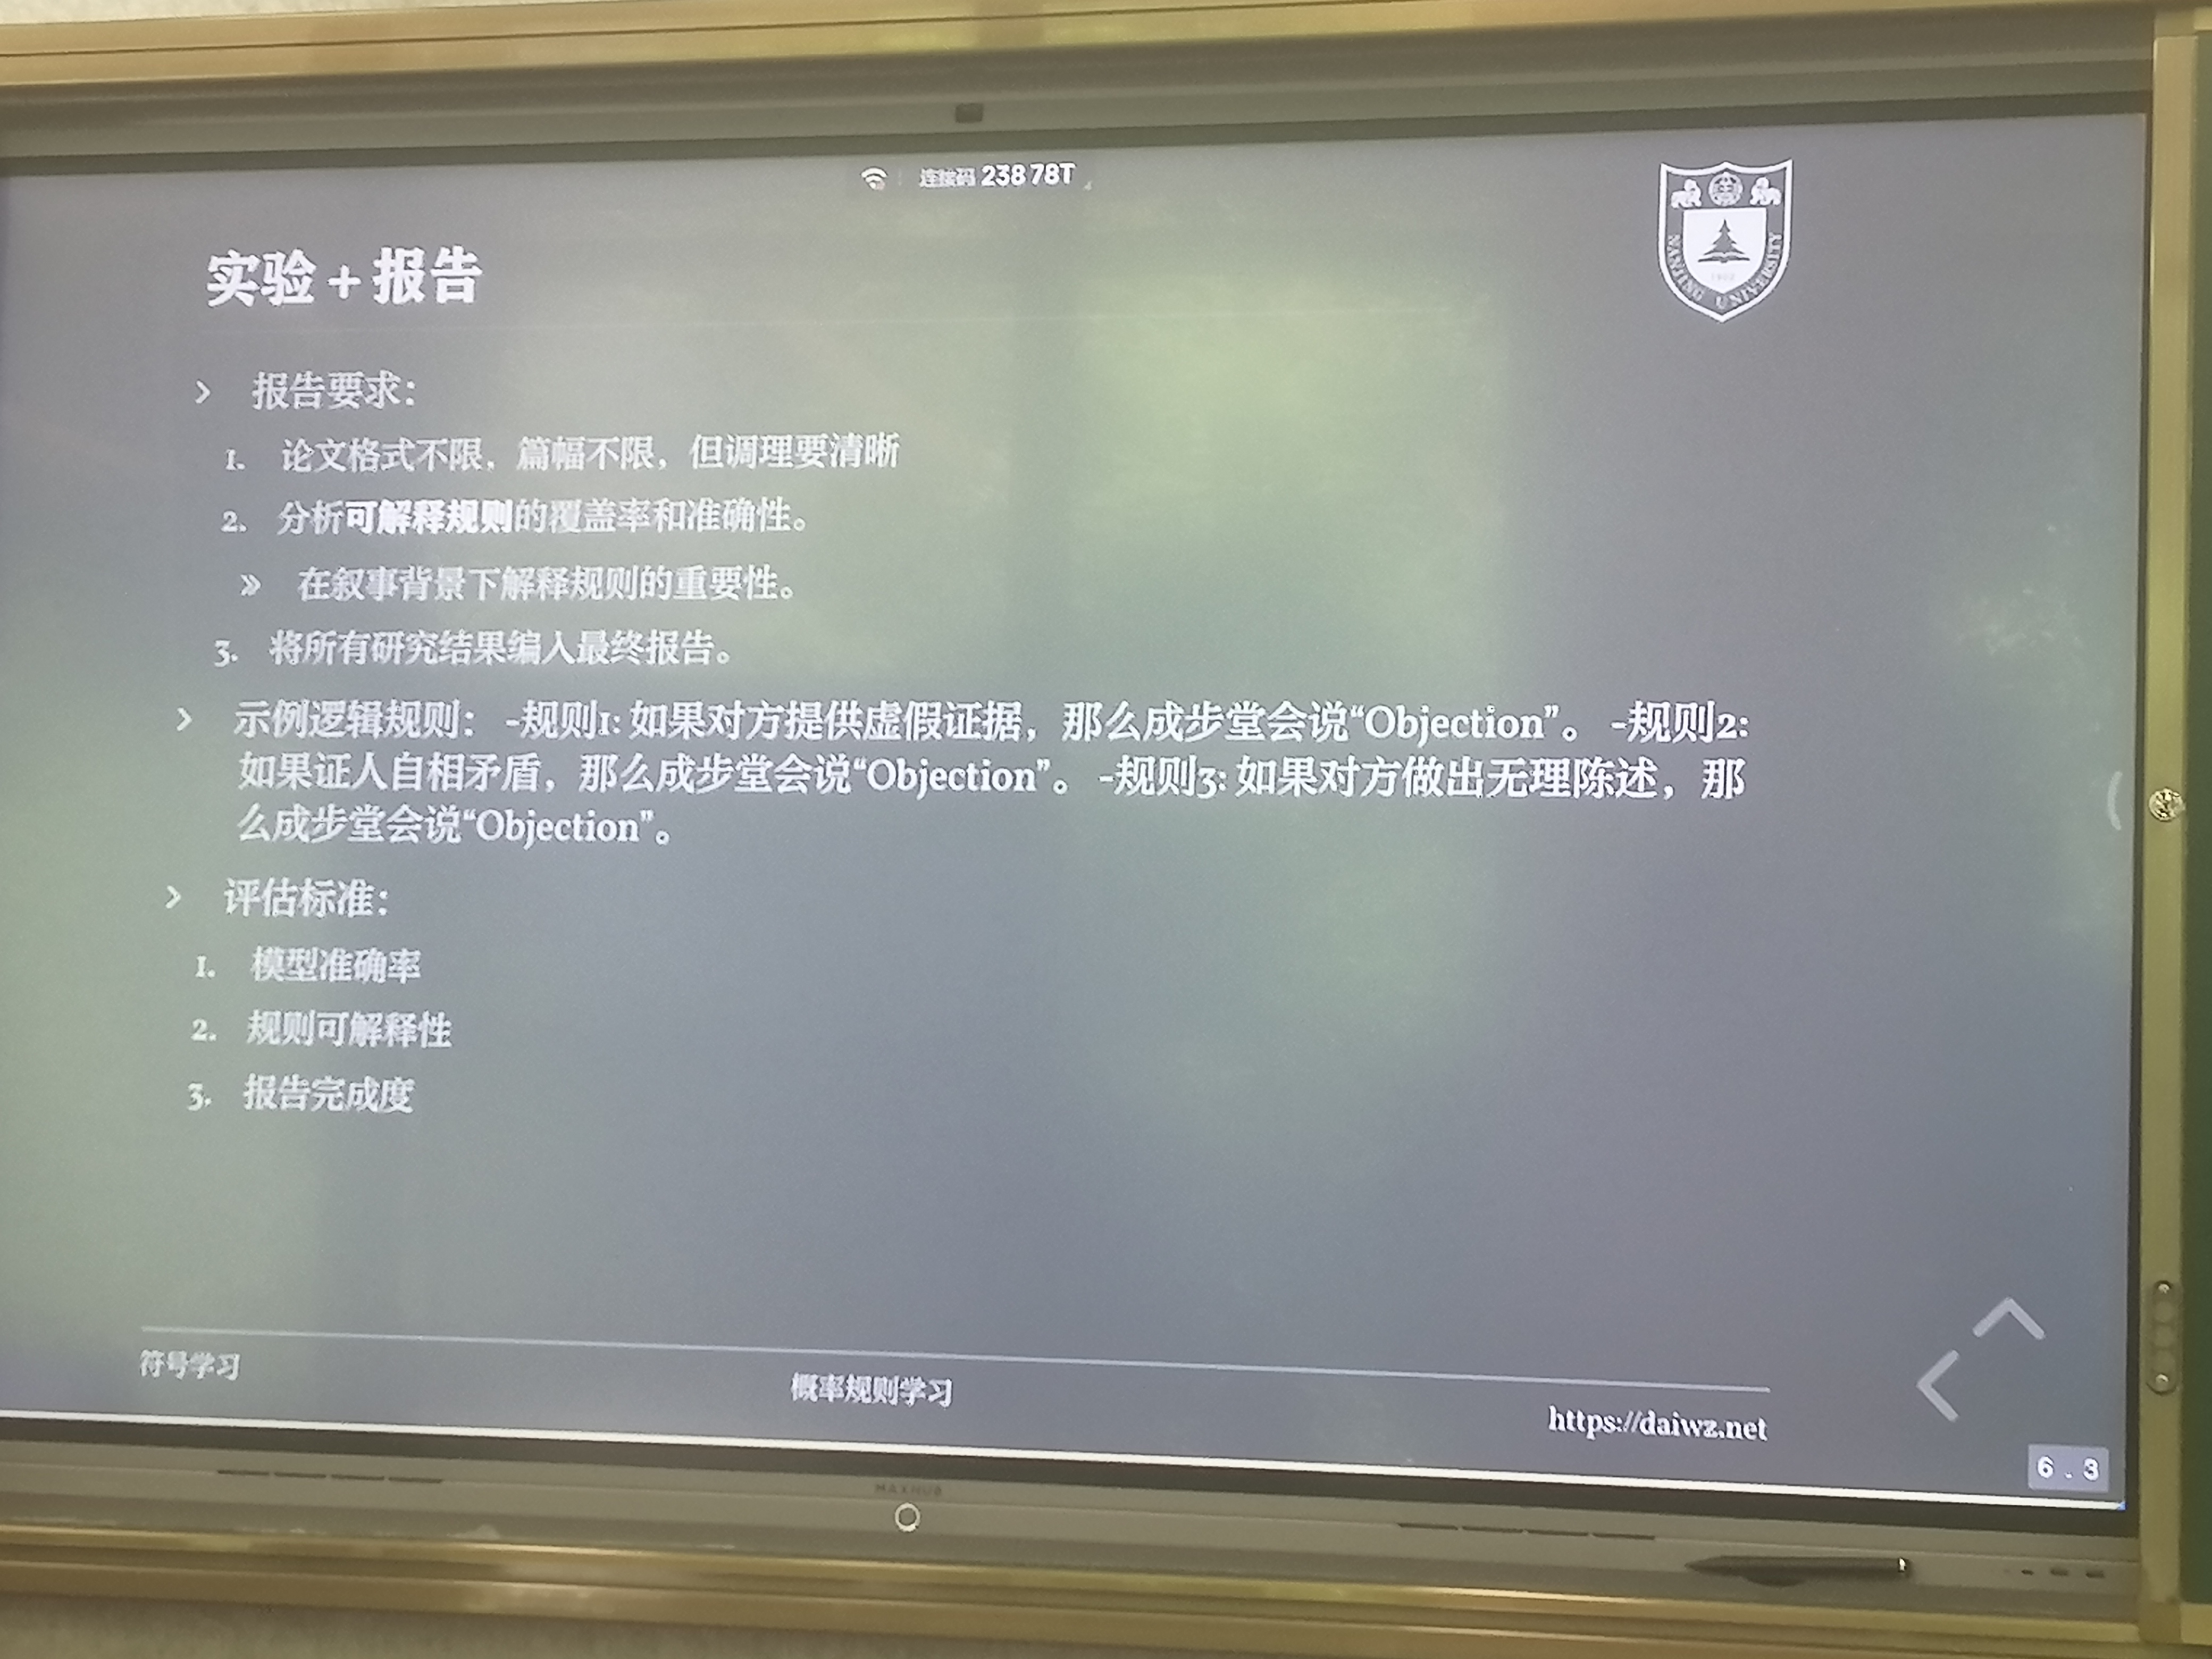 连接码 238 78T
NANJING UNIVERSITY
1902
实验 + 报告
› 报告要求：
1. 论文格式不限，篇幅不限，但调理要清晰
2. 分析可解释规则的覆盖率和准确性。
» 在叙事背景下解释规则的重要性。
3. 将所有研究结果编入最终报告。
› 示例逻辑规则： -规则1: 如果对方提供虚假证据，那么成步堂会说“Objection”。 -规则2:
如果证人自相矛盾，那么成步堂会说“Objection”。 -规则3: 如果对方做出无理陈述，那
么成步堂会说“Objection”。
› 评估标准：
1. 模型准确率
2. 规则可解释性
3. 报告完成度
符号学习
概率规则学习
https://daiwz.net
6 . 3
MAXHUB